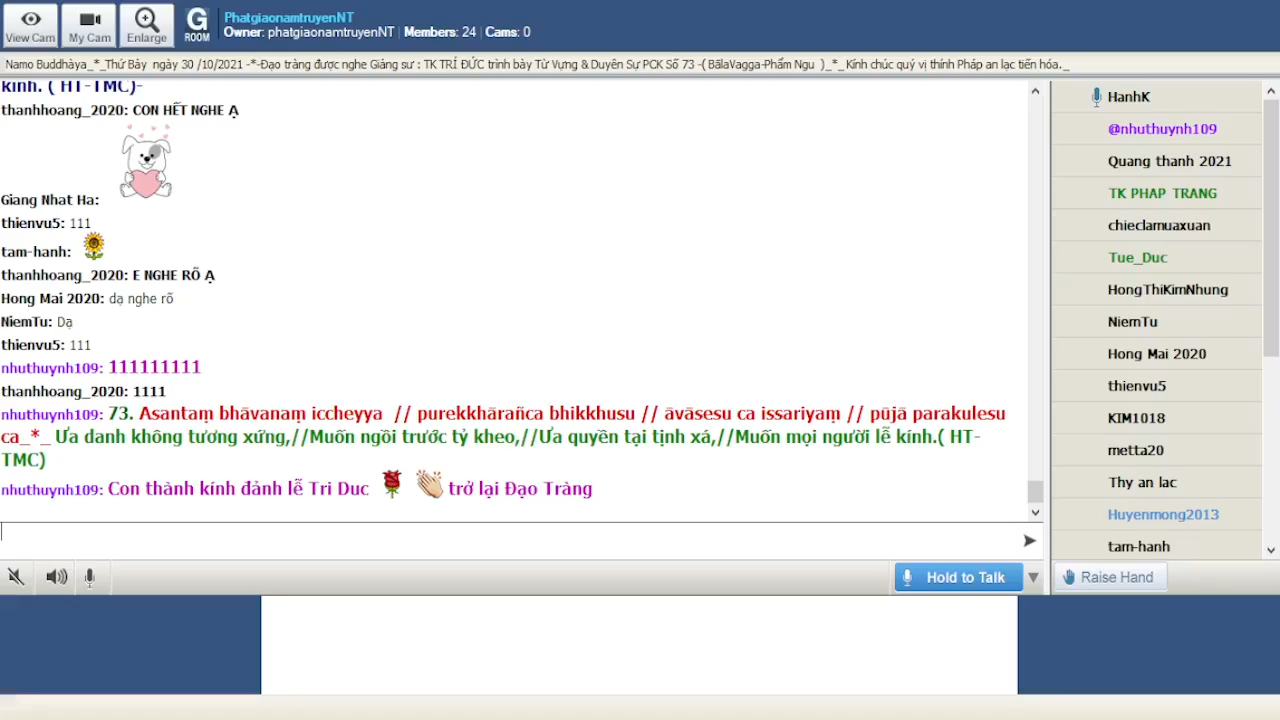 View Cam
My Cam
Enlarge
G
ROOM
PhatgiaonamtruyenNT
Owner: phatgiaonamtruyenNT | Members: 24 | Cams: 0
Namo Buddhàya_*_Thứ Bảy ngày 30 /10/2021 -*-Đạo tràng được nghe Giảng sư : TK TRÍ ĐỨC trình bày Từ Vựng & Duyên Sự PCK Số 73 -( BãlaVagga-Phẩm Ngu )_*_ Kính chúc quý vị thính Pháp an lạc tiến hóa._
kính. ( HT-TMC)-
thanhhoang_2020: CON HẾT NGHE Ạ
Giang Nhat Ha:
thienvu5: 111
tam-hanh:
thanhhoang_2020: E NGHE RÕ Ạ
Hong Mai 2020: dạ nghe rõ
NiemTu: Dạ
thienvu5: 111
nhuthuynh109: 111111111
thanhhoang_2020: 1111
nhuthuynh109: 73. Asantaṃ bhāvanaṃ iccheyya // purekkhārañca bhikkhusu // āvāsesu ca issariyaṃ // pūjā parakulesu
ca_*_ Ưa danh không tương xứng,//Muốn ngồi trước tỷ kheo,//Ưa quyền tại tịnh xá,//Muốn mọi người lễ kính.( HT-
TMC)
nhuthuynh109: Con thành kính đảnh lễ Tri Duc trở lại Đạo Tràng
HanhK
@nhuthuynh109
Quang thanh 2021
TK PHAP TRANG
chieclamuaxuan
Tue_Duc
HongThiKimNhung
NiemTu
Hong Mai 2020
thienvu5
KIM1018
metta20
Thy an lac
Huyenmong2013
tam-hanh
Hold to Talk
Raise Hand